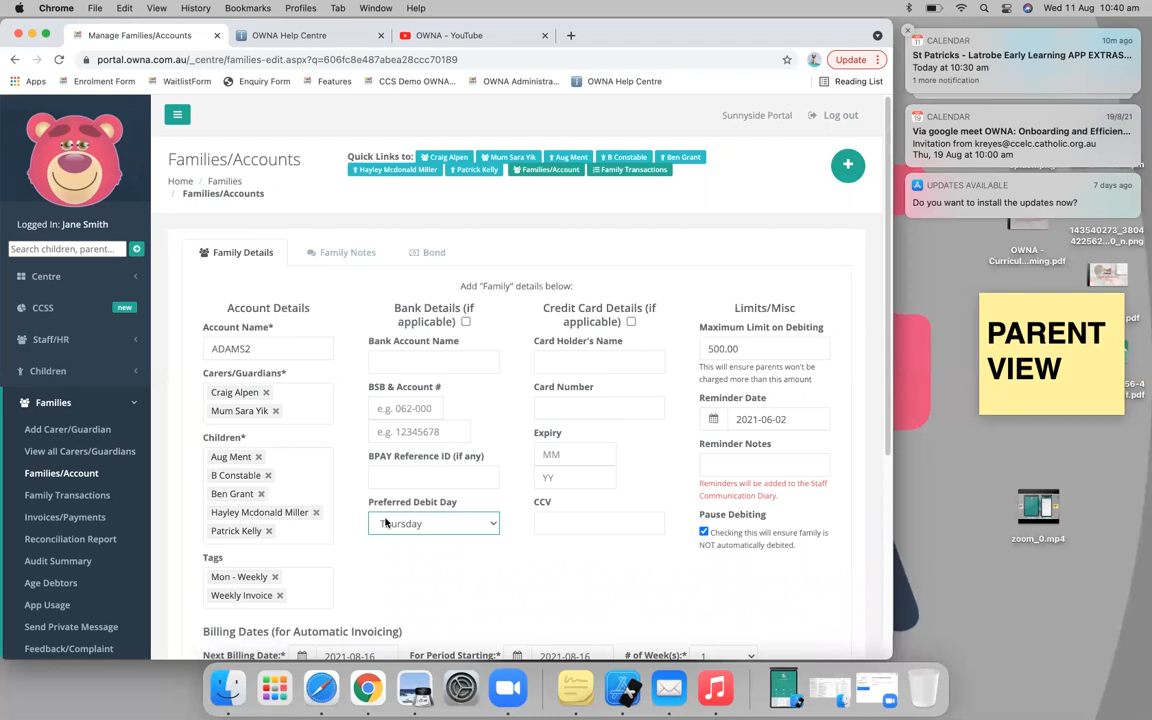 Chrome File Edit View History Bookmarks Profiles Tab Window Help
Wed 11 Aug 10:40 am
Manage Families/Accounts
OWNA Help Centre
OWNA - YouTube
portal.owna.com.au/_centre/families-edit.aspx?q=606fc8e487abea28ccc70189
Update
Apps Enrolment Form WaitlistForm Enquiry Form Features CCS Demo OWNA... OWNA Administra... OWNA Help Centre Reading List
Sunnyside Portal Log out
Families/Accounts
Home / Families
/ Families/Accounts
Quick Links to: Craig Alpen Mum Sara Yik Aug Ment B Constable Ben Grant
Hayley Mcdonald Miller Patrick Kelly Families/Account Family Transactions
+
Logged In: Jane Smith
Search children, parent...
Centre
CCSS new
Staff/HR
Children
Families
Add Carer/Guardian
View all Carers/Guardians
Families/Account
Family Transactions
Invoices/Payments
Reconciliation Report
Audit Summary
Age Debtors
App Usage
Send Private Message
Feedback/Complaint
Family Details Family Notes Bond
Add "Family" details below:
Account Details
Account Name*
ADAMS2
Carers/Guardians*
Craig Alpen ×
Mum Sara Yik ×
Children*
Aug Ment ×
B Constable ×
Ben Grant ×
Hayley Mcdonald Miller ×
Patrick Kelly ×
Tags
Mon - Weekly ×
Weekly Invoice ×
Bank Details (if
applicable)
Bank Account Name
BSB & Account #
e.g. 062-000
e.g. 12345678
BPAY Reference ID (if any)
Preferred Debit Day
Thursday
Credit Card Details (if
applicable)
Card Holder's Name
Card Number
Expiry
MM
YY
CCV
Limits/Misc
Maximum Limit on Debiting
500.00
This will ensure parents won't be
charged more than this amount
Reminder Date
2021-06-02
Reminder Notes
Reminders will be added to the Staff
Communication Diary.
Pause Debiting
Checking this will ensure family is
NOT automatically debited.
Billing Dates (for Automatic Invoicing)
Next Billing Date:* 2021-08-16 For Period Starting:* 2021-08-16 # of Week(s):* 1
CALENDAR 10m ago
St Patricks - Latrobe Early Learning APP EXTRAS...
Today at 10:30 am
1 more notification
CALENDAR 19/8/21
Via google meet OWNA: Onboarding and Efficien...
Invitation from kreyes@ccelc.catholic.org.au
Thu, 19 Aug at 10:00 am
UPDATES AVAILABLE 7 days ago
Do you want to install the updates now?
143540273_3804
422562...0_n.png
OWNA -
Curricul...ming.pdf
PARENT
VIEW
zoom_0.mp4